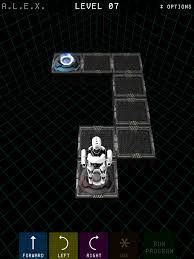 A.L.E.X.
LEVEL 07
OPTIONS
FORWARD
LEFT
RIGHT
RUN
PROGRAM